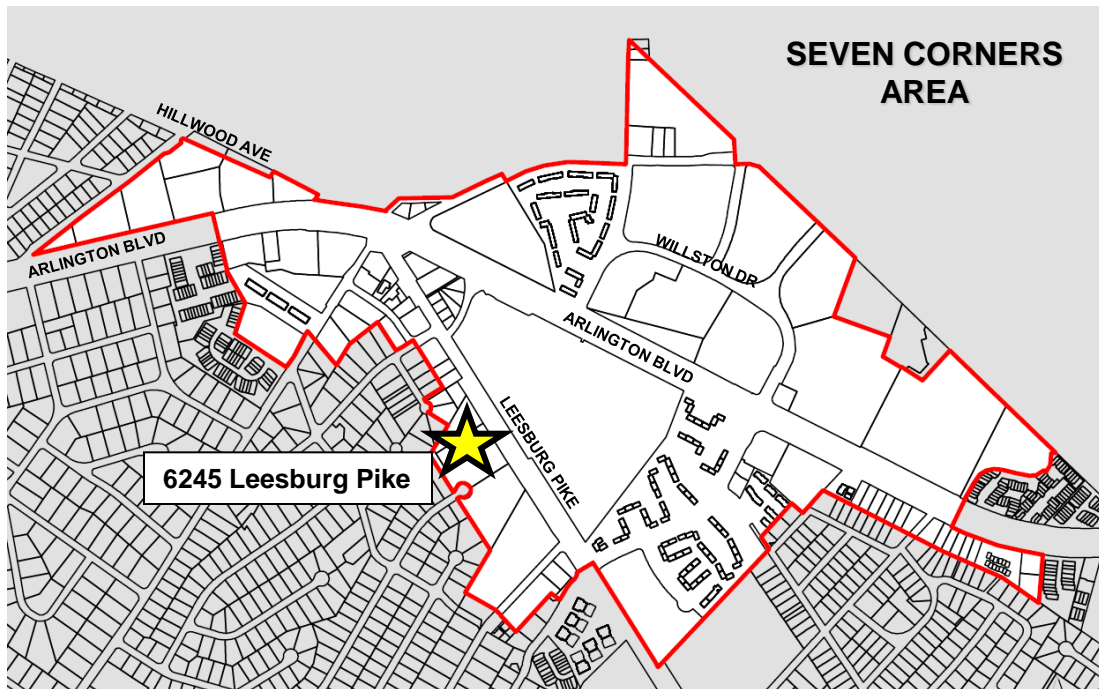 SEVEN CORNERS
AREA
HILLWOOD AVE
ARLINGTON BLVD
WILLSTON DR
ARLINGTON BLVD
LEESBURG PIKE
6245 Leesburg Pike